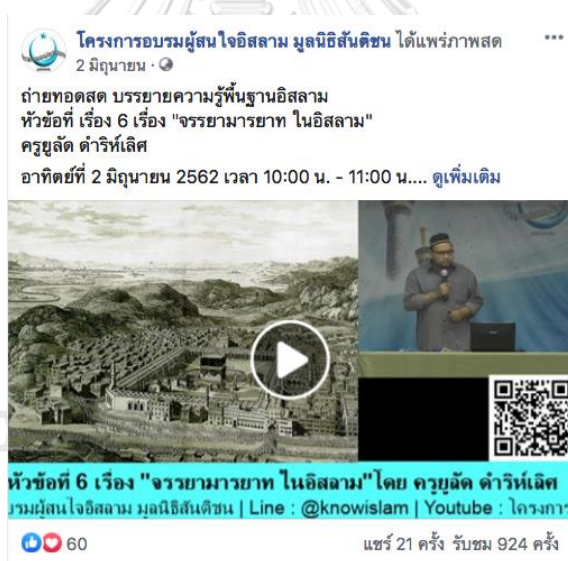 โครงการอบรมผู้สนใจอิสลาม มูลนิธิสันติชน ได้แพร่ภาพสด
2 มิถุนายน ·
ถ่ายทอดสด บรรยายความรู้พื้นฐานอิสลาม
หัวข้อที่ เรื่อง 6 เรื่อง "จรรยามารยาท ในอิสลาม"
ครูยูลัด ดำริห์เลิศ
อาทิตย์ที่ 2 มิถุนายน 2562 เวลา 10:00 น. - 11:00 น.... ดูเพิ่มเติม
หัวข้อที่ 6 เรื่อง "จรรยามารยาท ในอิสลาม"โดย ครูยูลัด ดำริห์เลิศ
บรมผู้สนใจอิสลาม มูลนิธิสันติชน | Line : @knowislam | Youtube : โครงการ
60
แชร์ 21 ครั้ง รับชม 924 ครั้ง